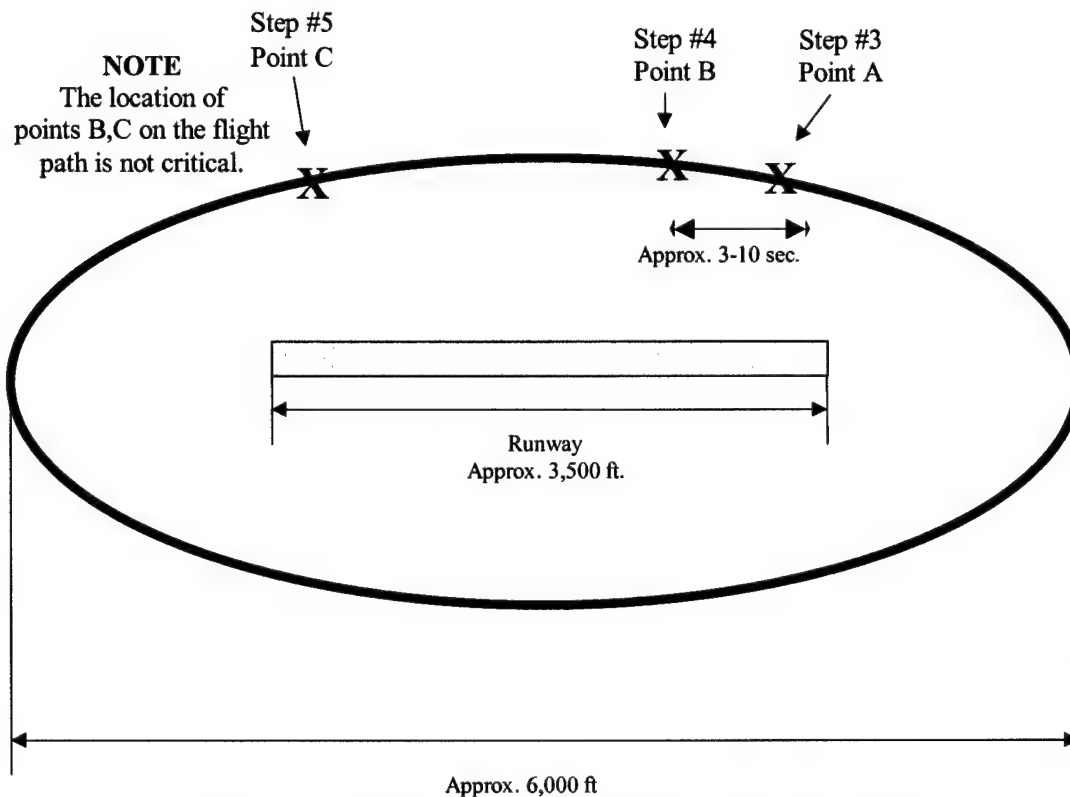 Step #5
Point C
Step #4
Point B
Step #3
Point A
NOTE
The location of
points B,C on the flight
path is not critical.
X
X
X
Approx. 3-10 sec.
Runway
Approx. 3,500 ft.
Approx. 6,000 ft